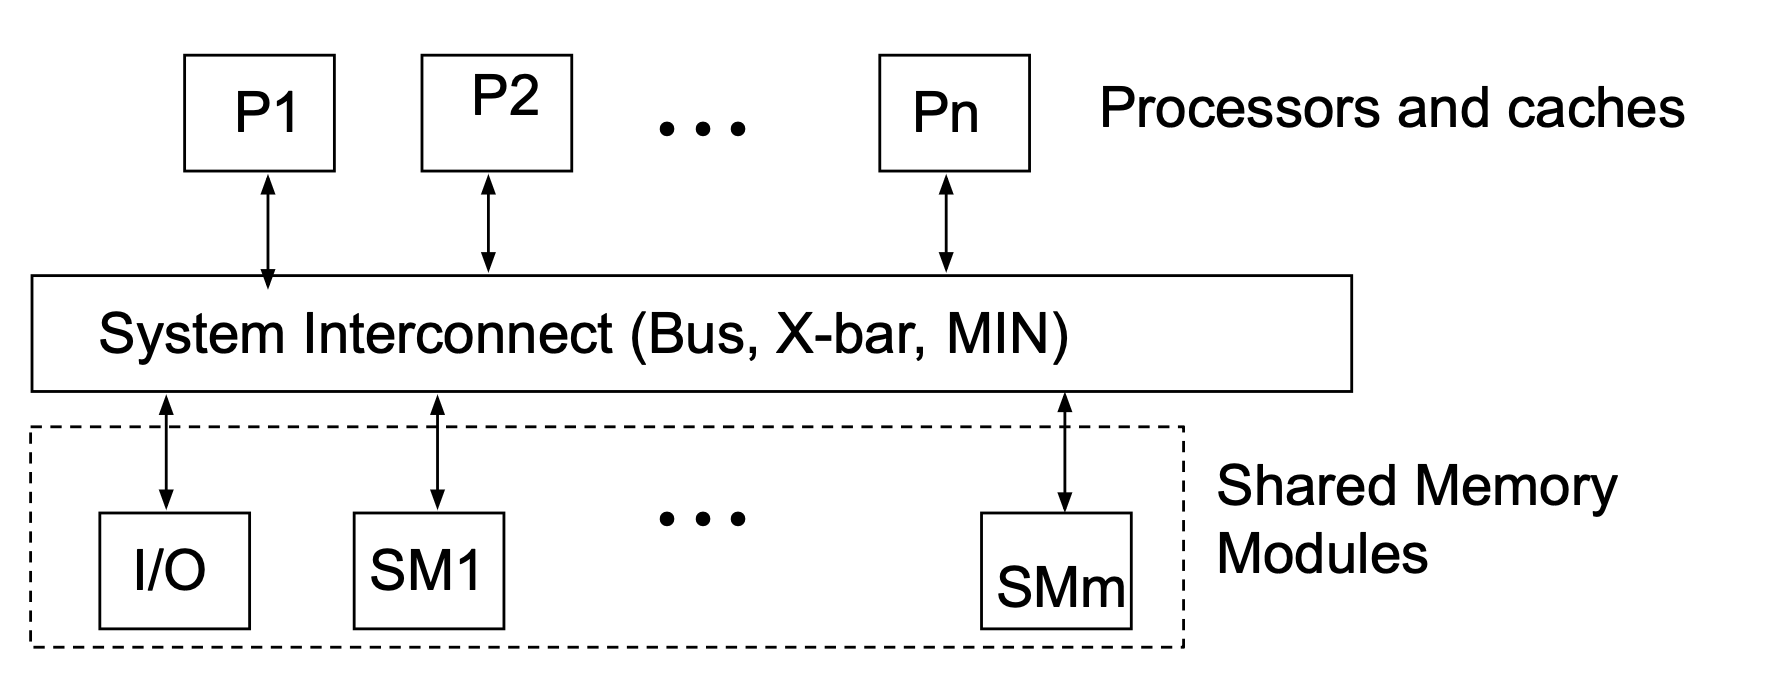 P1
P2
Pn
Processors and caches
System Interconnect (Bus, X-bar, MIN)
I/O
SM1
SMm
Shared Memory
Modules